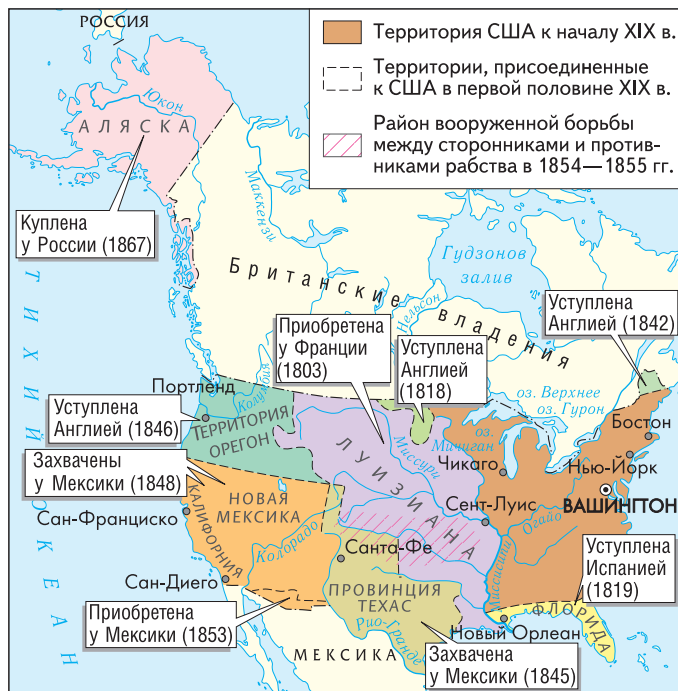 РОССИЯ
Территория США к началу XIX в.
Территории, присоединенные
к США в первой половине XIX в.
Район вооруженной борьбы
между сторонниками и против-
никами рабства в 1854—1855 гг.
Юкон
АЛЯСКА
Маккензи
Куплена
у России (1867)
Гудзонов
залив
Британские владения
Нельсон
ТИХИЙ ОКЕАН
Приобретена
у Франции
(1803)
Уступлена
Англией
(1818)
Уступлена
Англией (1842)
оз. Верхнее
оз. Гурон
оз.
Мичиган
Портленд
Колумбия
Уступлена
Англией (1846)
ТЕРРИТОРИЯ
ОРЕГОН
ЛУИЗИАНА
Миссури
Чикаго
Бостон
Нью-Йорк
ВАШИНГТОН
Захвачены
у Мексики (1848)
КАЛИФОРНИЯ
НОВАЯ
МЕКСИКА
Сан-Франциско
Колорадо
Сент-Луис
Огайо
Санта-Фе
Миссисипи
Уступлена
Испанией
(1819)
Сан-Диего
ПРОВИНЦИЯ
ТЕХАС
ФЛОРИДА
Приобретена
у Мексики (1853)
Рио-Гранде
Новый Орлеан
МЕКСИКА
Захвачена
у Мексики (1845)